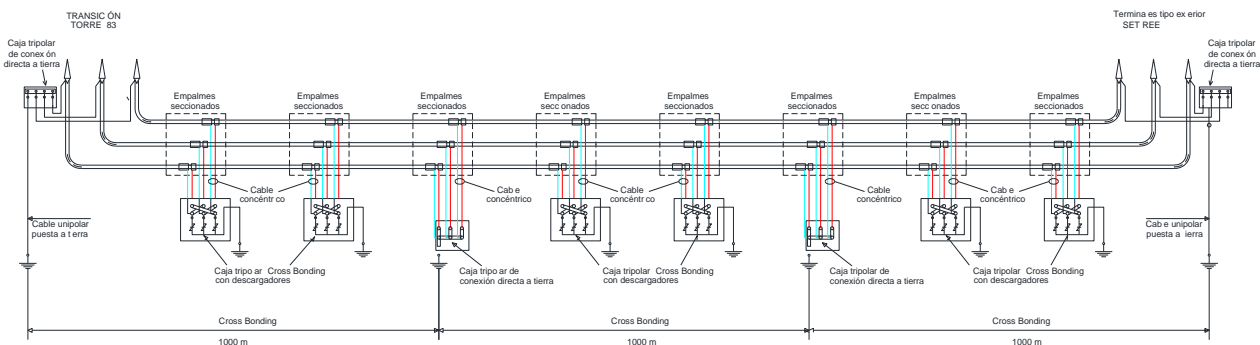 TRANSICIÓN
TORRE 83
Termina es tipo ex erior
SET REE
Caja tripolar
de conex ón
directa a tierra
Caja tripolar
de conex ón
directa a tierra
Empalmes
seccionados
Empalmes
seccionados
Empalmes
seccionados
Empalmes
secc onados
Empalmes
seccionados
Empalmes
seccionados
Empalmes
secc onados
Empalmes
seccionados
Cable
concéntr co
Cab e
concéntrico
Cable
concéntr co
Cable
concéntrico
Cab e
concéntrico
Cable unipolar
puesta a t erra
Cab e unipolar
puesta a ierra
Caja tripo ar
con descargadores
Cross Bonding
Caja tripo ar de
conexión directa a tierra
Caja tripolar
con descargadores
Cross Bonding
Caja tripolar de
conexión directa a tierra
Caja tripolar
con descargadores
Cross Bonding
Cross Bonding
1000 m
Cross Bonding
1000 m
Cross Bonding
1000 m